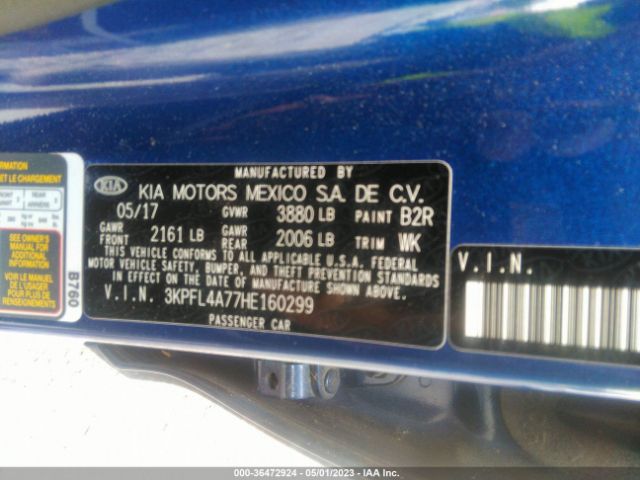 MANUFACTURED BY
KIA KIA MOTORS MEXICO S.A. DE C.V.
05/17 GVWR 3880 LB PAINT B2R
GAWR FRONT 2161 LB GAWR REAR 2006 LB TRIM WK
THIS VEHICLE CONFORMS TO ALL APPLICABLE U.S.A. FEDERAL
MOTOR VEHICLE SAFETY, BUMPER, AND THEFT PREVENTION STANDARDS
IN EFFECT ON THE DATE OF MANUFACTURE SHOWN ABOVE.
V.I.N. 3KPFL4A77HE160299
PASSENGER CAR
V.I.N.
ET LE CHARGEMENT
SEE OWNER'S
MANUAL FOR
ADDITIONAL
INFORMATION
VOIR LE MANUEL
DE L'USAGER
POUR PLUS DE
RENSEIGNEMENTS
B760
000-36472924 - 05/01/2023 - IAA Inc.